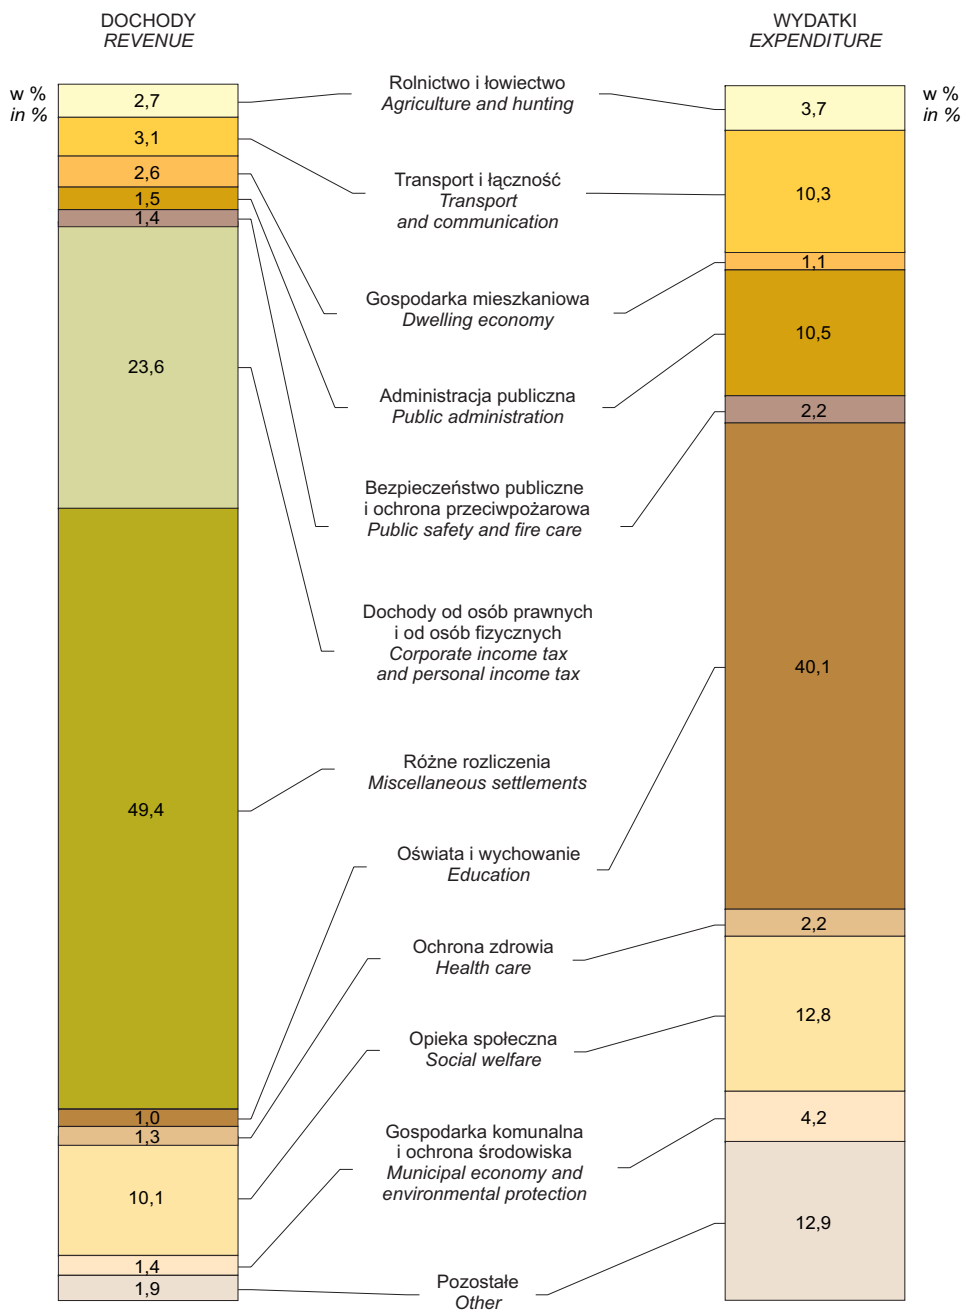 DOCHODY
REVENUE
WYDATKI
EXPENDITURE
w %
in %
w %
in %
2,7
3,1
2,6
1,5
1,4
23,6
49,4
1,0
1,3
10,1
1,4
1,9
Rolnictwo i łowiectwo
Agriculture and hunting
Transport i łączność
Transport
and communication
Gospodarka mieszkaniowa
Dwelling economy
Administracja publiczna
Public administration
Bezpieczeństwo publiczne
i ochrona przeciwpożarowa
Public safety and fire care
Dochody od osób prawnych
i od osób fizycznych
Corporate income tax
and personal income tax
Różne rozliczenia
Miscellaneous settlements
Oświata i wychowanie
Education
Ochrona zdrowia
Health care
Opieka społeczna
Social welfare
Gospodarka komunalna
i ochrona środowiska
Municipal economy and
environmental protection
Pozostałe
Other
3,7
10,3
1,1
10,5
2,2
40,1
2,2
12,8
4,2
12,9